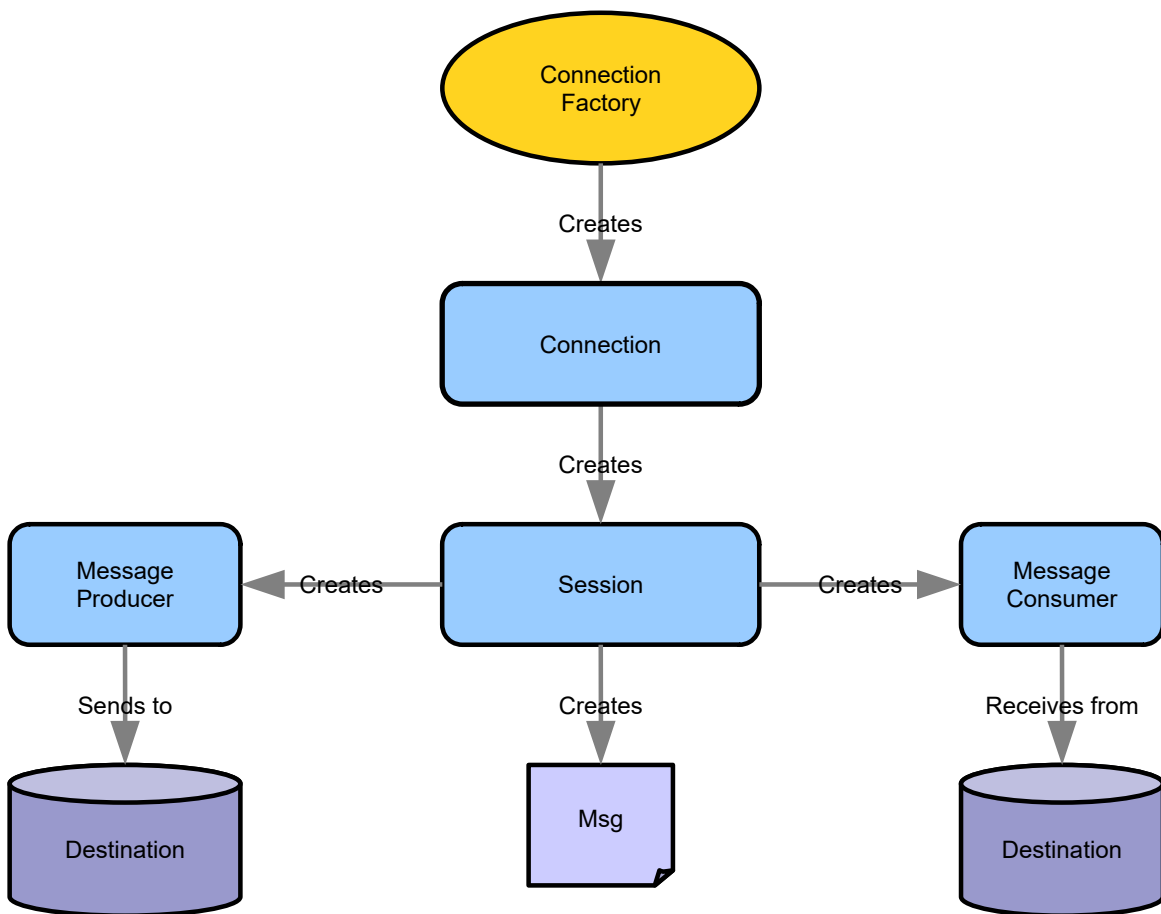 Connection
Factory
Creates
Connection
Creates
Message
Producer
Creates
Session
Creates
Message
Consumer
Sends to
Creates
Receives from
Destination
Msg
Destination